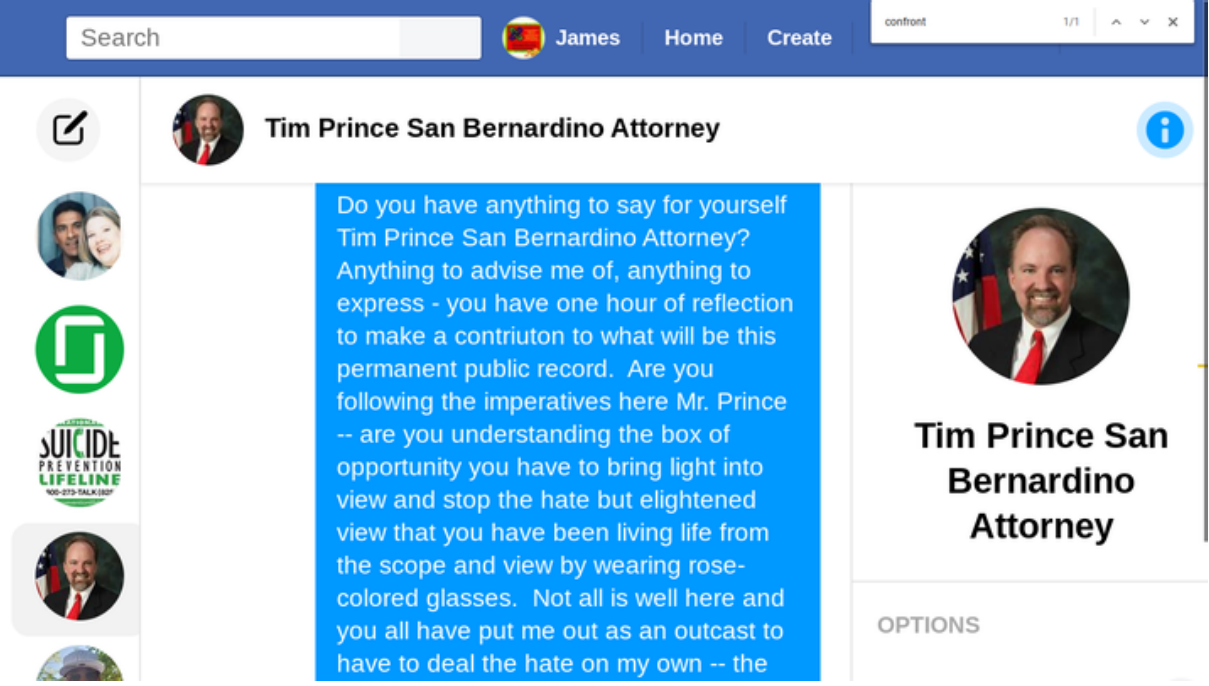 Search
James
Home
Create
confront
1/1
Tim Prince San Bernardino Attorney
SUICIDE
PREVENTION
LIFELINE
Do you have anything to say for yourself
Tim Prince San Bernardino Attorney?
Anything to advise me of, anything to
express - you have one hour of reflection
to make a contriuton to what will be this
permanent public record.  Are you
following the imperatives here Mr. Prince
-- are you understanding the box of
opportunity you have to bring light into
view and stop the hate but elightened
view that you have been living life from
the scope and view by wearing rose-
colored glasses.  Not all is well here and
you all have put me out as an outcast to
have to deal the hate on my own -- the
Tim Prince San
Bernardino
Attorney
OPTIONS